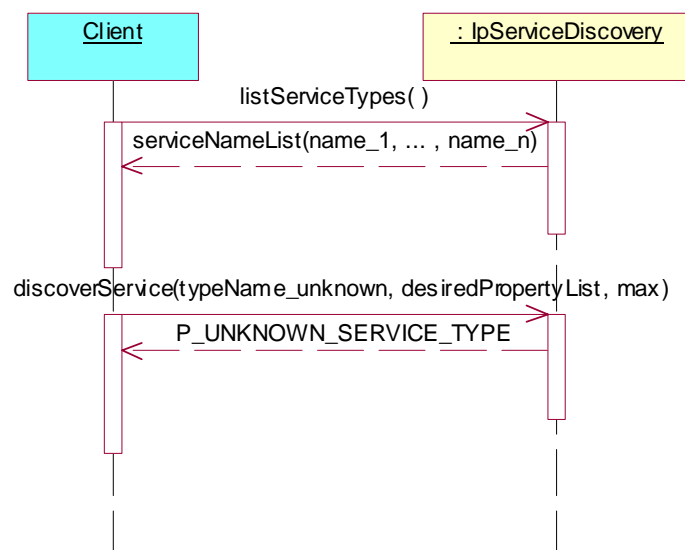 Client
: IpServiceDiscovery
listServiceTypes( )
serviceNameList(name_1, ... , name_n)
discoverService(typeName_unknown, desiredPropertyList, max)
P_UNKNOWN_SERVICE_TYPE